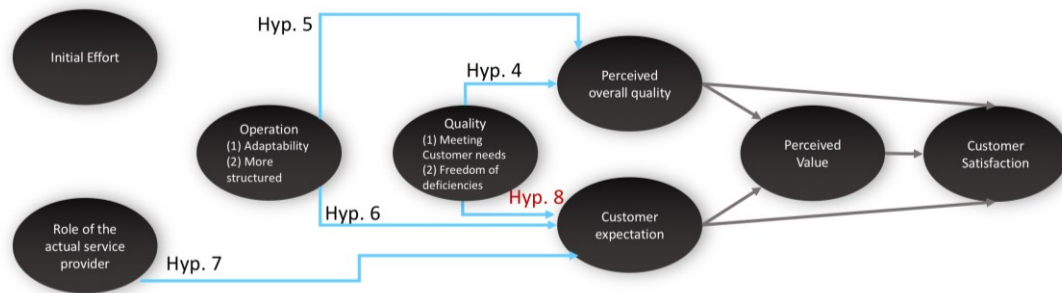 Hyp. 5
Initial Effort
Hyp. 4
Perceived
overall quality
Operation
(1) Adaptability
(2) More
structured
Quality
(1) Meeting
Customer needs
(2) Freedom of
deficiencies
Perceived
Value
Customer
Satisfaction
Hyp. 8
Hyp. 6
Customer
expectation
Role of the
actual service
provider
Hyp. 7